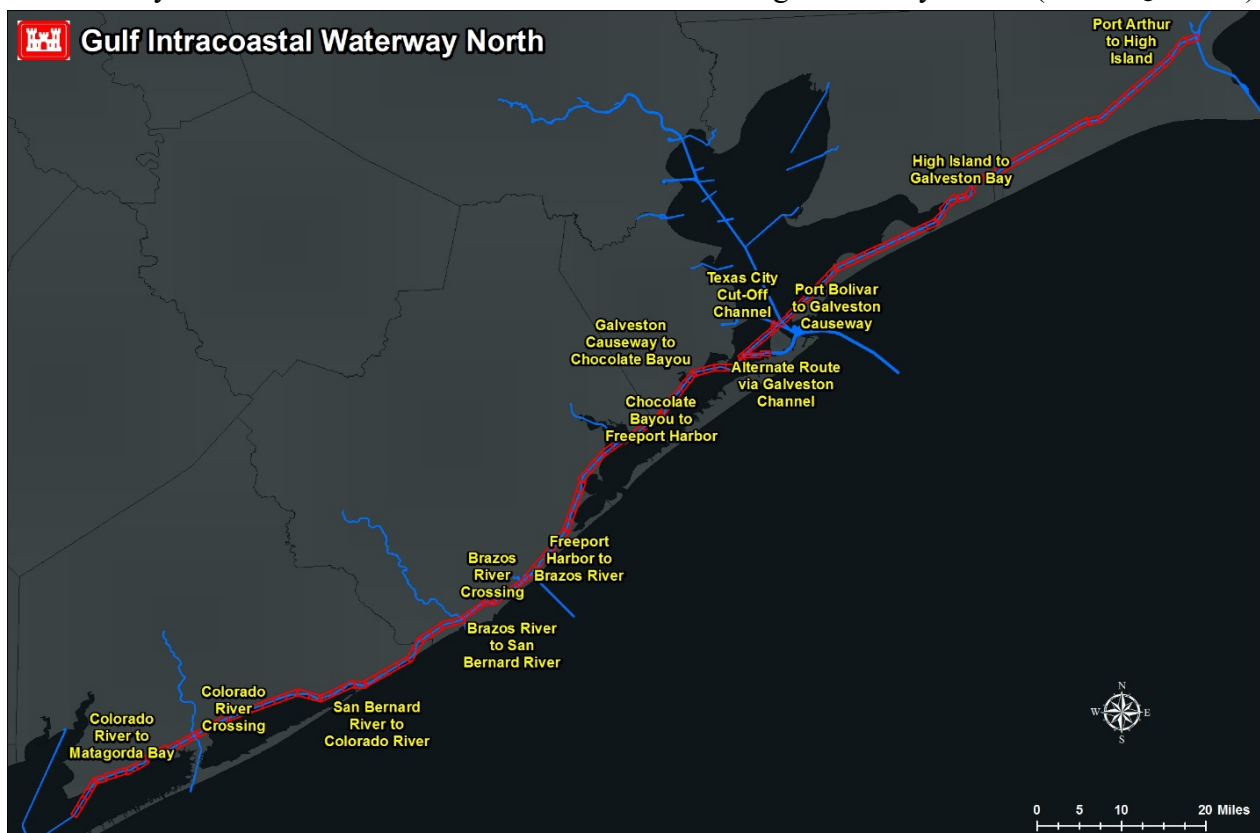 Gulf Intracoastal Waterway North
Port Arthur
to High
Island
High Island to
Galveston Bay
Texas City
Cut-Off
Channel
Port Bolivar
to Galveston
Causeway
Galveston
Causeway to
Chocolate Bayou
Alternate Route
via Galveston
Channel
Chocolate
Bayou to
Freeport Harbor
Freeport
Harbor to
Brazos River
Brazos
River
Crossing
Brazos River
to San
Bernard River
San Bernard
River to
Colorado River
Colorado
River
Crossing
Colorado
River to
Matagorda Bay
N
W
E
S
0 5 10 20 Miles